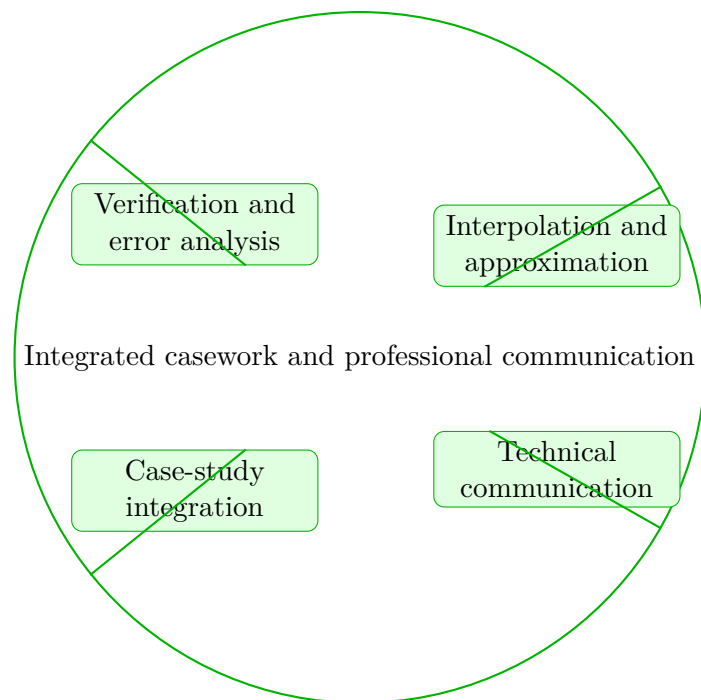 Verification and
error analysis
Interpolation and
approximation
Integrated casework and professional communication
Case-study
integration
Technical
communication